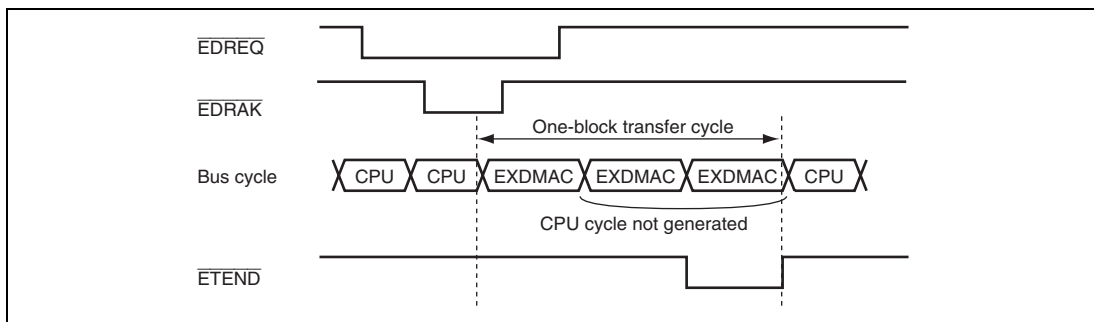 EDREQ
EDRAK
One-block transfer cycle
Bus cycle CPU CPU EXDMAC EXDMAC EXDMAC CPU
CPU cycle not generated
ETEND